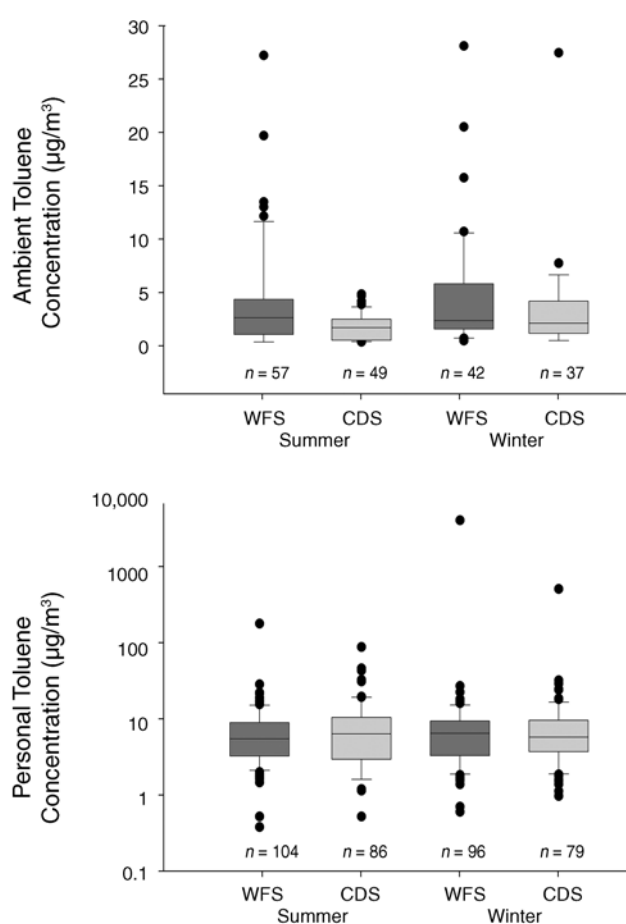 Ambient Toluene
Concentration (µg/m³)
30
25
20
15
10
5
0
n = 57 n = 49 n = 42 n = 37
WFS CDS WFS CDS
Summer Winter
Personal Toluene
Concentration (µg/m³)
10,000
1000
100
10
1
0.1
n = 104 n = 86 n = 96 n = 79
WFS CDS WFS CDS
Summer Winter